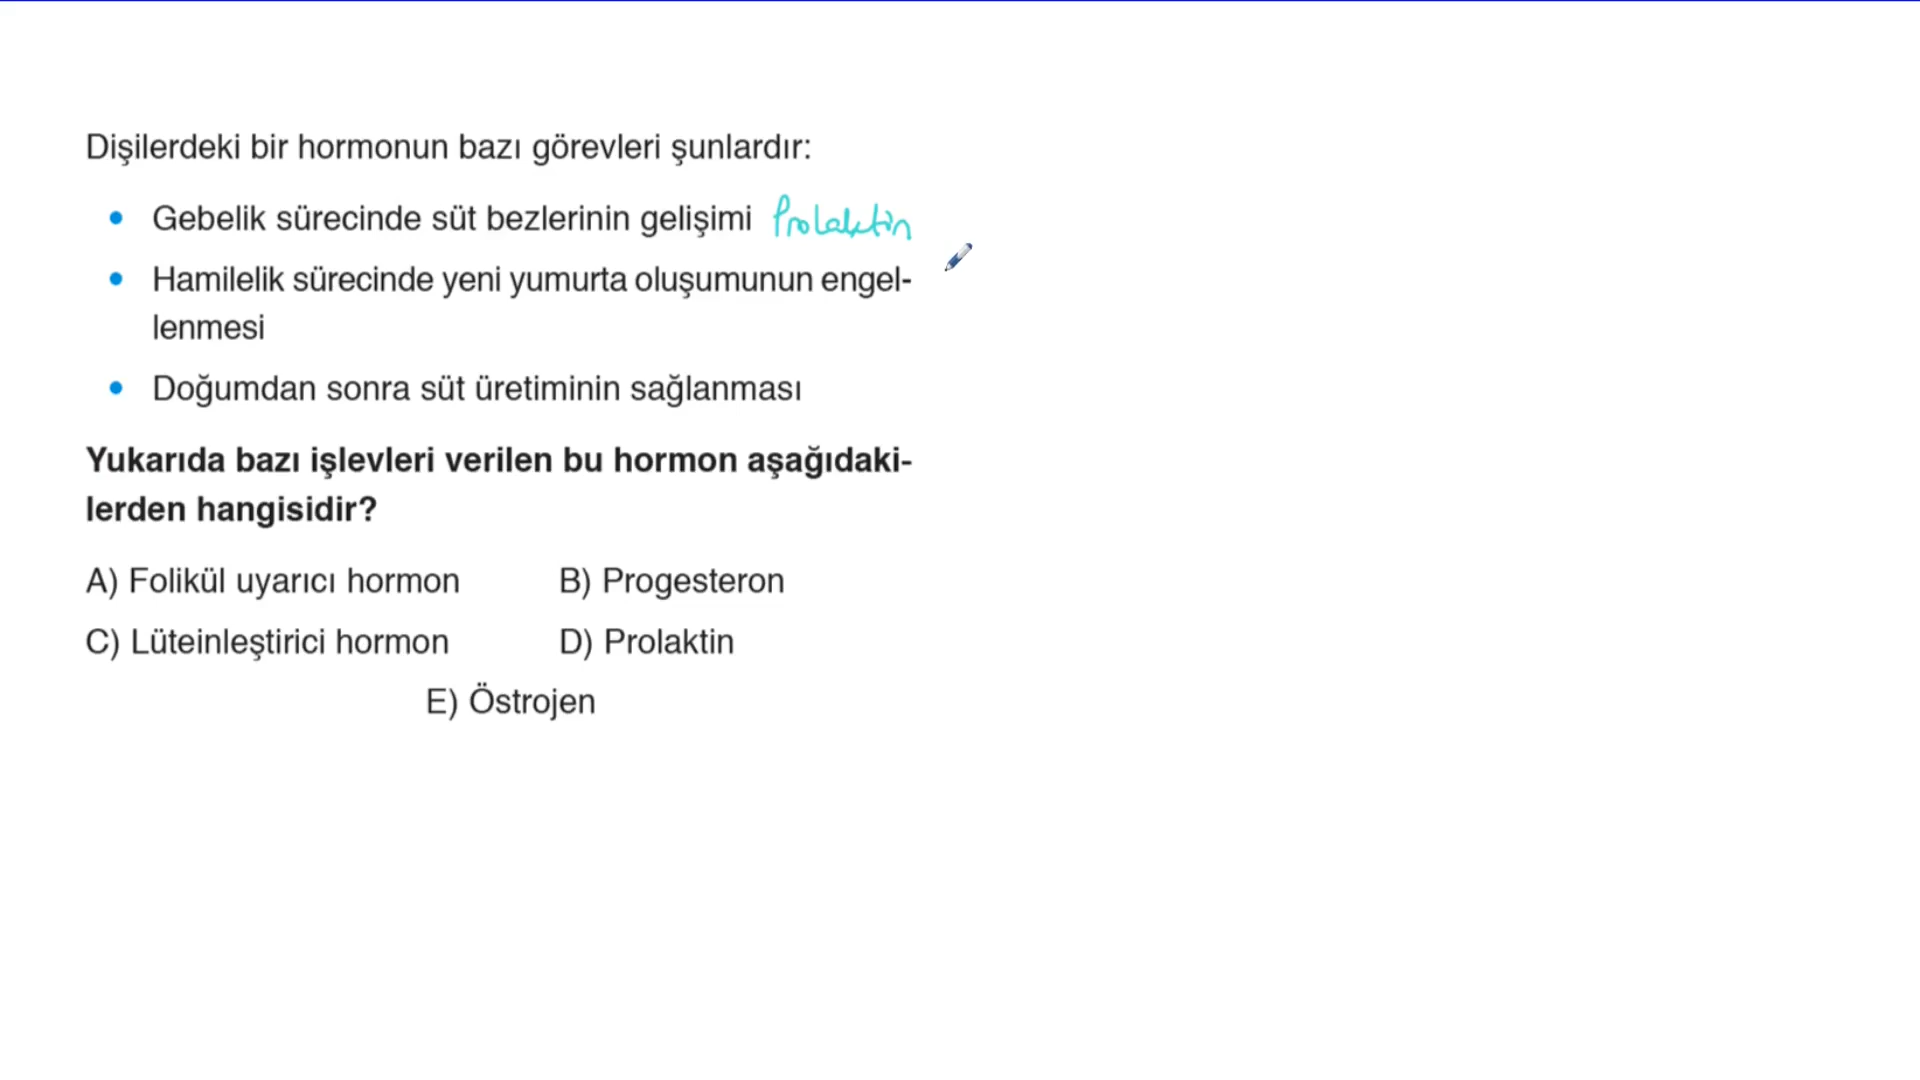 Dişilerdeki bir hormonun bazı görevleri şunlardır:
• Gebelik sürecinde süt bezlerinin gelişimi Prolaktin
• Hamilelik sürecinde yeni yumurta oluşumunun engel-
lenmesi
• Doğumdan sonra süt üretiminin sağlanması
Yukarıda bazı işlevleri verilen bu hormon aşağıdaki-
lerden hangisidir?
A) Folikül uyarıcı hormon B) Progesteron
C) Lüteinleştirici hormon D) Prolaktin
E) Östrojen